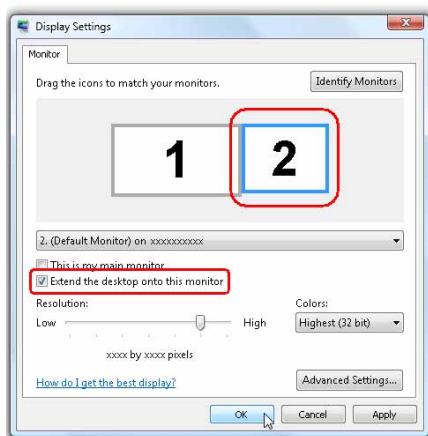 Display Settings
Monitor
Drag the icons to match your monitors.
Identify Monitors
1 2
2. (Default Monitor) on xxxxxxxxxx
This is my main monitor
Extend the desktop onto this monitor
Resolution: Colors:
Low High Highest (32 bit)
xxxx by xxxx pixels
How do I get the best display?
Advanced Settings...
OK Cancel Apply